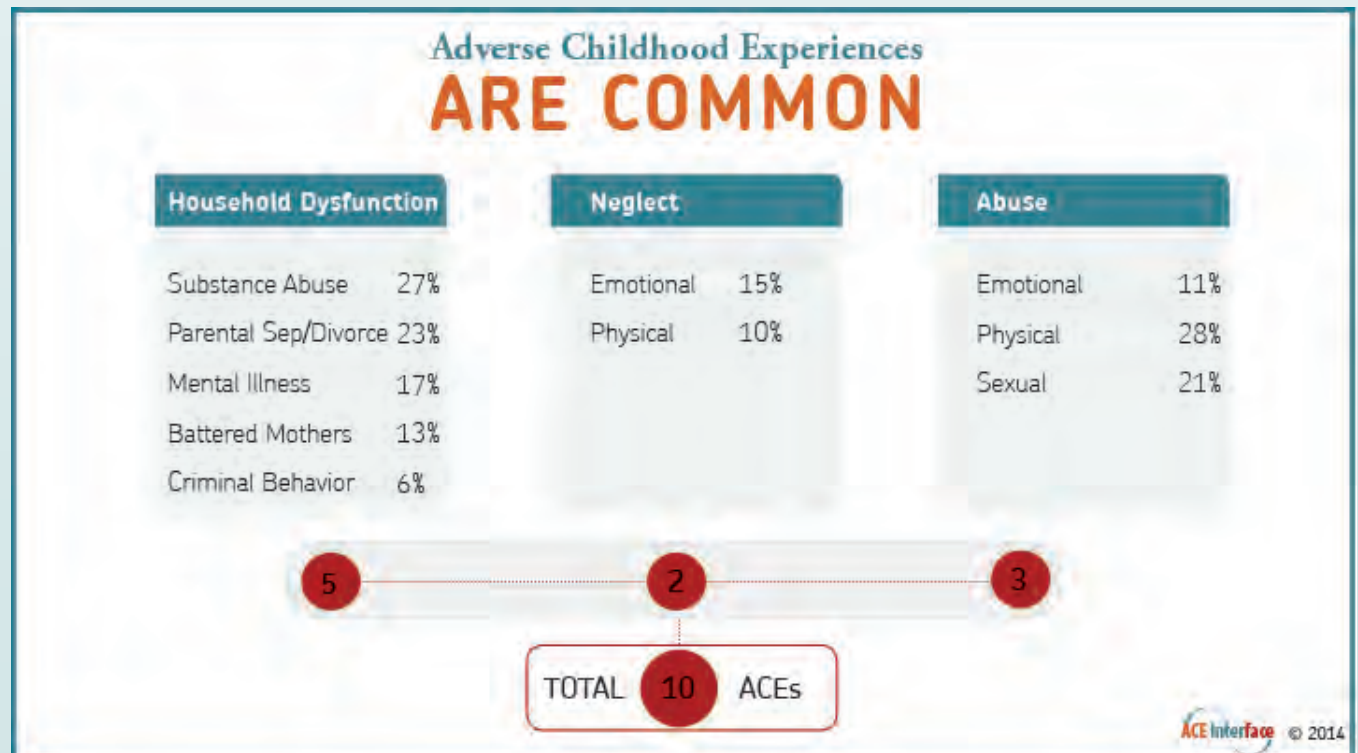 Adverse Childhood Experiences
ARE COMMON
Household Dysfunction
Substance Abuse 27%
Parental Sep/Divorce 23%
Mental Illness 17%
Battered Mothers 13%
Criminal Behavior 6%
Neglect
Emotional 15%
Physical 10%
Abuse
Emotional 11%
Physical 28%
Sexual 21%
5
2
3
TOTAL 10 ACEs
ACE Interface © 2014